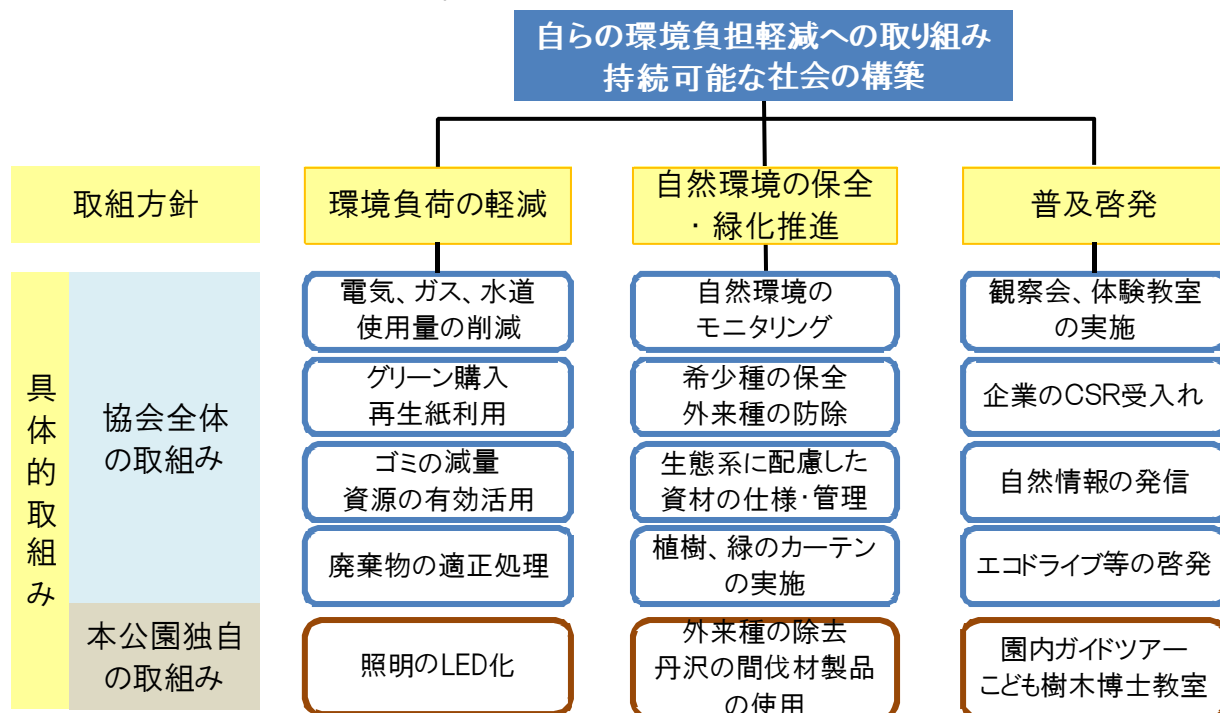 自らの環境負担軽減への取り組み
持続可能な社会の構築
取組方針
環境負荷の軽減
自然環境の保全
・緑化推進
普及啓発
具体的取組み
協会全体
の取組み
電気、ガス、水道
使用量の削減
自然環境の
モニタリング
観察会、体験教室
の実施
グリーン購入
再生紙利用
希少種の保全
外来種の防除
企業のCSR受入れ
ゴミの減量
資源の有効活用
生態系に配慮した
資材の仕様・管理
自然情報の発信
廃棄物の適正処理
植樹、緑のカーテン
の実施
エコドライブ等の啓発
本公園独自
の取組み
照明のLED化
外来種の除去
丹沢の間伐材製品
の使用
園内ガイドツアー
こども樹木博士教室